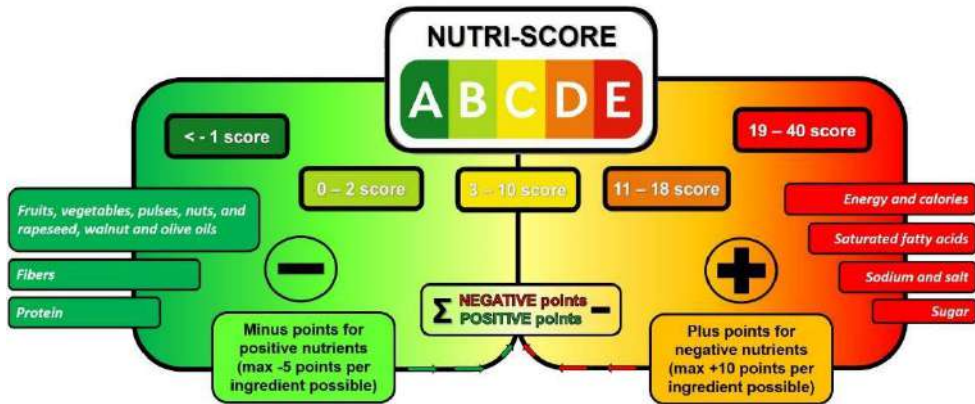 NUTRI-SCORE
A B C D E
< - 1 score
0 – 2 score
3 – 10 score
11 – 18 score
19 – 40 score
Fruits, vegetables, pulses, nuts, and
rapeseed, walnut and olive oils
Fibers
Protein
Energy and calories
Saturated fatty acids
Sodium and salt
Sugar
−
+
Σ NEGATIVE points −
POSITIVE points
Minus points for
positive nutrients
(max -5 points per
ingredient possible)
Plus points for
negative nutrients
(max +10 points per
ingredient possible)